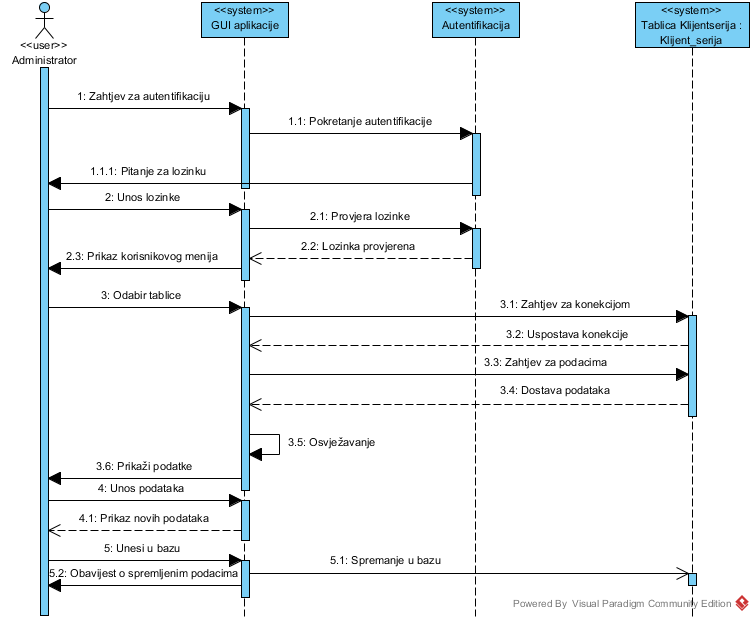 <<system>>
GUI aplikacije
<<system>>
Autentifikacija
<<system>>
Tablica Klijentserija :
Klijent_serija
<<user>>
Administrator
1: Zahtjev za autentifikaciju
1.1: Pokretanje autentifikacije
1.1.1: Pitanje za lozinku
2: Unos lozinke
2.1: Provjera lozinke
2.2: Lozinka provjerena
2.3: Prikaz korisnikovog menija
3: Odabir tablice
3.1: Zahtjev za konekcijom
3.2: Uspostava konekcije
3.3: Zahtjev za podacima
3.4: Dostava podataka
3.5: Osvježavanje
3.6: Prikaži podatke
4: Unos podataka
4.1: Prikaz novih podataka
5: Unesi u bazu
5.1: Spremanje u bazu
5.2: Obavijest o spremljenim podacima
Powered By Visual Paradigm Community Edition